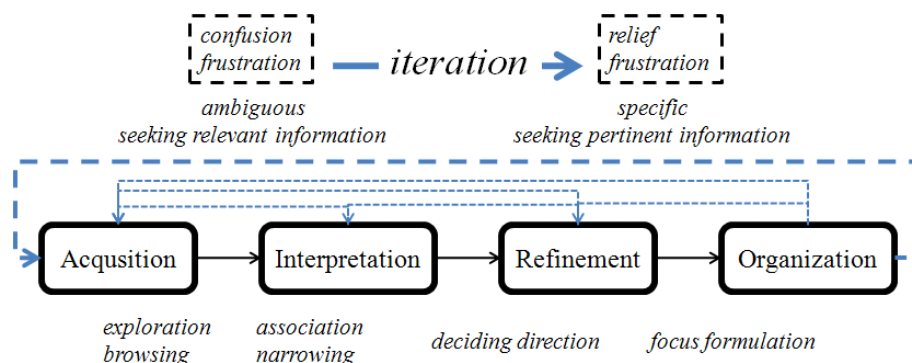 confusion
frustration
iteration
relief
frustration
ambiguous
seeking relevant information
specific
seeking pertinent information
Acqusition
Interpretation
Refinement
Organization
exploration
browsing
association
narrowing
deciding direction
focus formulation